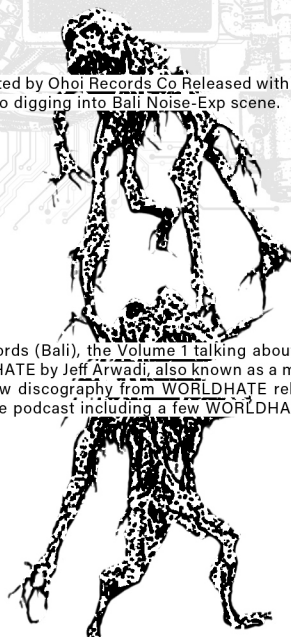 ted by Ohoi Records Co Released with
o digging into Bali Noise-Exp scene.
ords (Bali), the Volume 1 talking abou
HATE by Jeff Arwadi, also known as a m
w discography from WORLDHATE rel
e podcast including a few WORLDHA